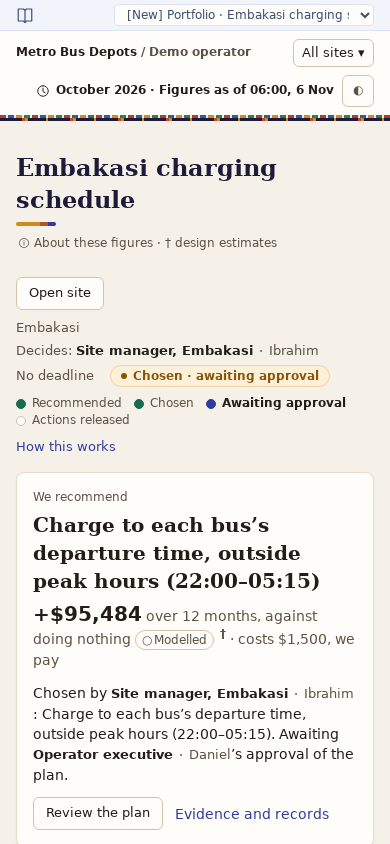 [New] Portfolio · Embakasi charging s
Metro Bus Depots / Demo operator
All sites ▾
October 2026 · Figures as of 06:00, 6 Nov
Embakasi charging
schedule
About these figures · † design estimates
Open site
Embakasi
Decides: Site manager, Embakasi · Ibrahim
No deadline
Chosen · awaiting approval
Recommended Chosen Awaiting approval
Actions released
How this works
We recommend
Charge to each bus’s
departure time, outside
peak hours (22:00–05:15)
+$95,484 over 12 months, against
doing nothing Modelled † · costs $1,500, we
pay
Chosen by Site manager, Embakasi · Ibrahim
: Charge to each bus’s departure time,
outside peak hours (22:00–05:15). Awaiting
Operator executive · Daniel’s approval of the
plan.
Review the plan
Evidence and records